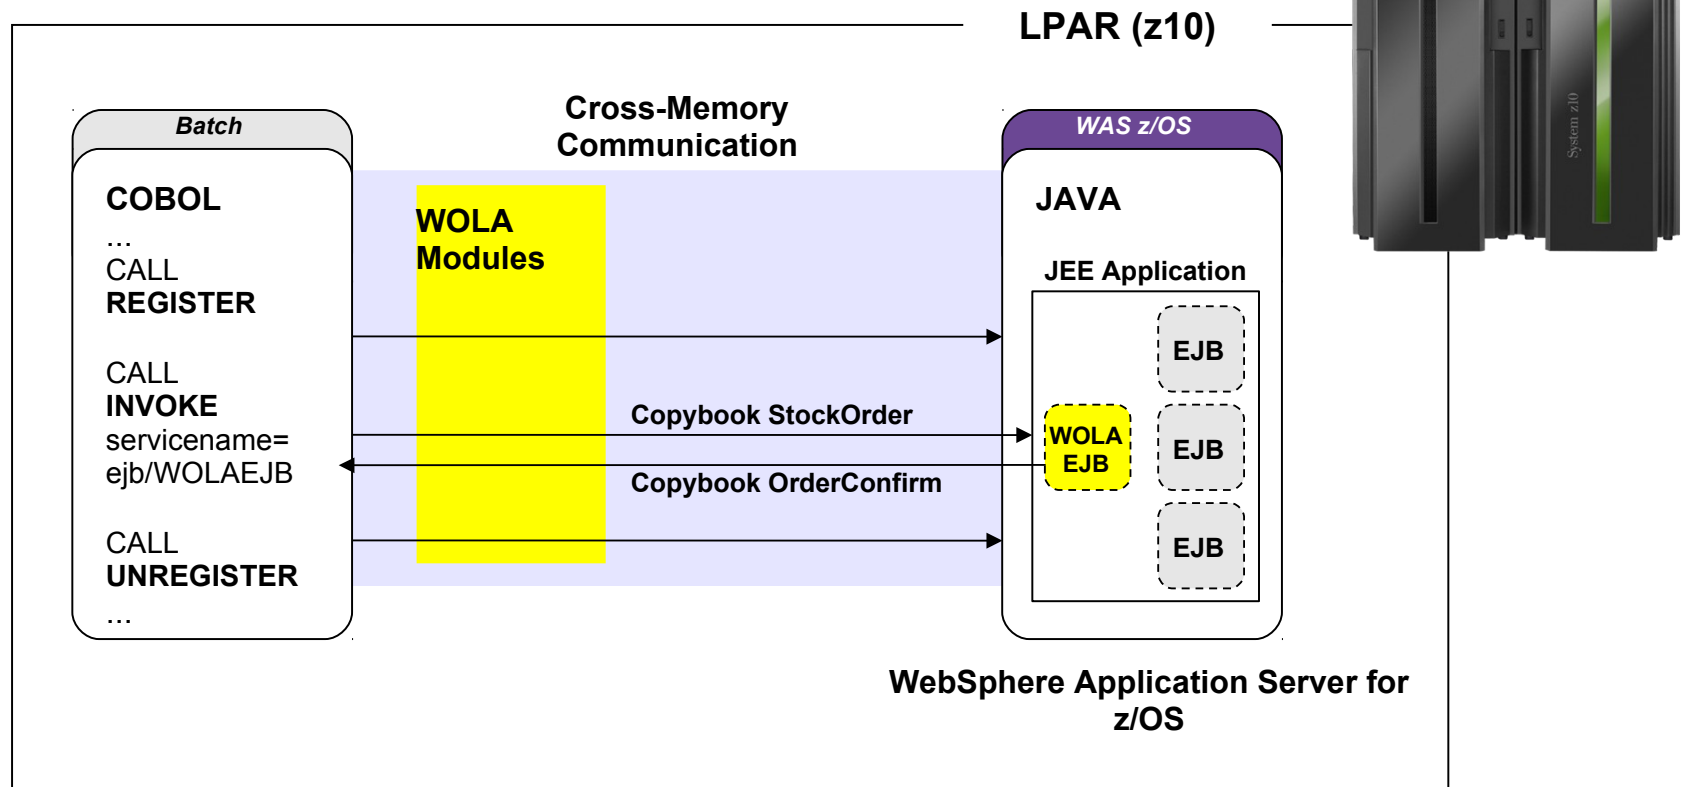 LPAR (z10)
System z10
Cross-Memory
Communication
Batch
COBOL
...
CALL
REGISTER
CALL
INVOKE
servicename=
ejb/WOLAEJB
CALL
UNREGISTER
...
WOLA
Modules
Copybook StockOrder
Copybook OrderConfirm
WAS z/OS
JAVA
JEE Application
WOLA
EJB
EJB
EJB
EJB
WebSphere Application Server for
z/OS